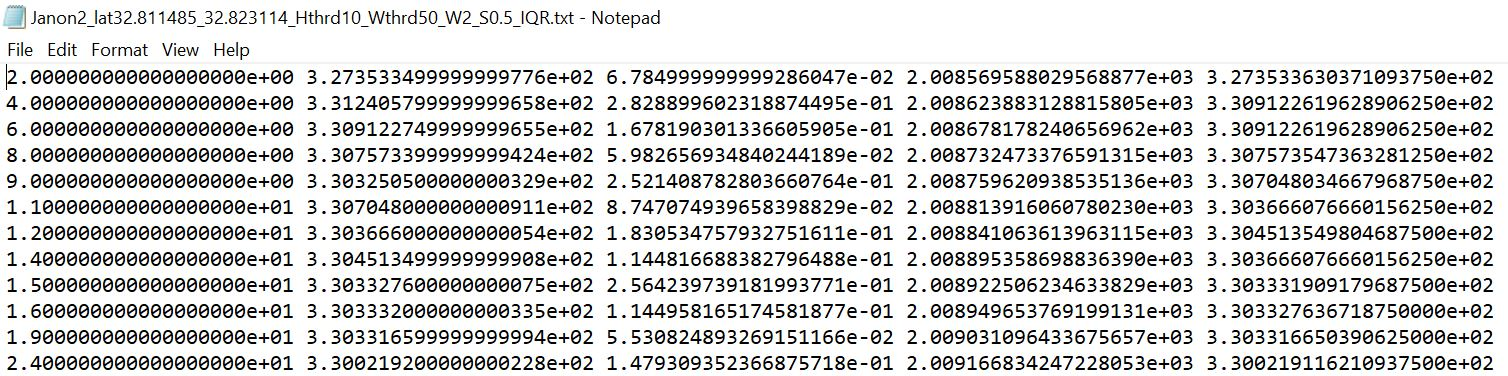 Janon2_lat32.811485_32.823114_Hthrd10_Wthrd50_W2_S0.5_IQR.txt - Notepad
File Edit Format View Help
2.000000000000000000e+00 3.273533499999999776e+02 6.784999999999286047e-02 2.008569588029568877e+03 3.273533630371093750e+02
4.000000000000000000e+00 3.312405799999999658e+02 2.828899602318874495e-01 2.008623883128815805e+03 3.309122619628906250e+02
6.000000000000000000e+00 3.309122749999999655e+02 1.678190301336605905e-01 2.008678178240656962e+03 3.309122619628906250e+02
8.000000000000000000e+00 3.307573399999999424e+02 5.982656934840244189e-02 2.008732473376591315e+03 3.307573547363281250e+02
9.000000000000000000e+00 3.303250500000000329e+02 2.521408782803660764e-01 2.008759620938535136e+03 3.307048034667968750e+02
1.100000000000000000e+01 3.307048000000000911e+02 8.747074939658398829e-02 2.008813916060780230e+03 3.303666076660156250e+02
1.200000000000000000e+01 3.303666000000000054e+02 1.830534757932751611e-01 2.008841063613963115e+03 3.304513549804687500e+02
1.400000000000000000e+01 3.304513499999999908e+02 1.144816688382796488e-01 2.008895358698836390e+03 3.303666076660156250e+02
1.500000000000000000e+01 3.303327600000000075e+02 2.564239739181993771e-01 2.008922506234633829e+03 3.303331909179687500e+02
1.600000000000000000e+01 3.303332000000000335e+02 1.144958165174581877e-01 2.008949653769199131e+03 3.303327636718750000e+02
1.900000000000000000e+01 3.303316599999999994e+02 5.530824893269151166e-02 2.009031096433675657e+03 3.303316650390625000e+02
2.400000000000000000e+01 3.300219200000000228e+02 1.479309352366875718e-01 2.009166834247228053e+03 3.300219116210937500e+02